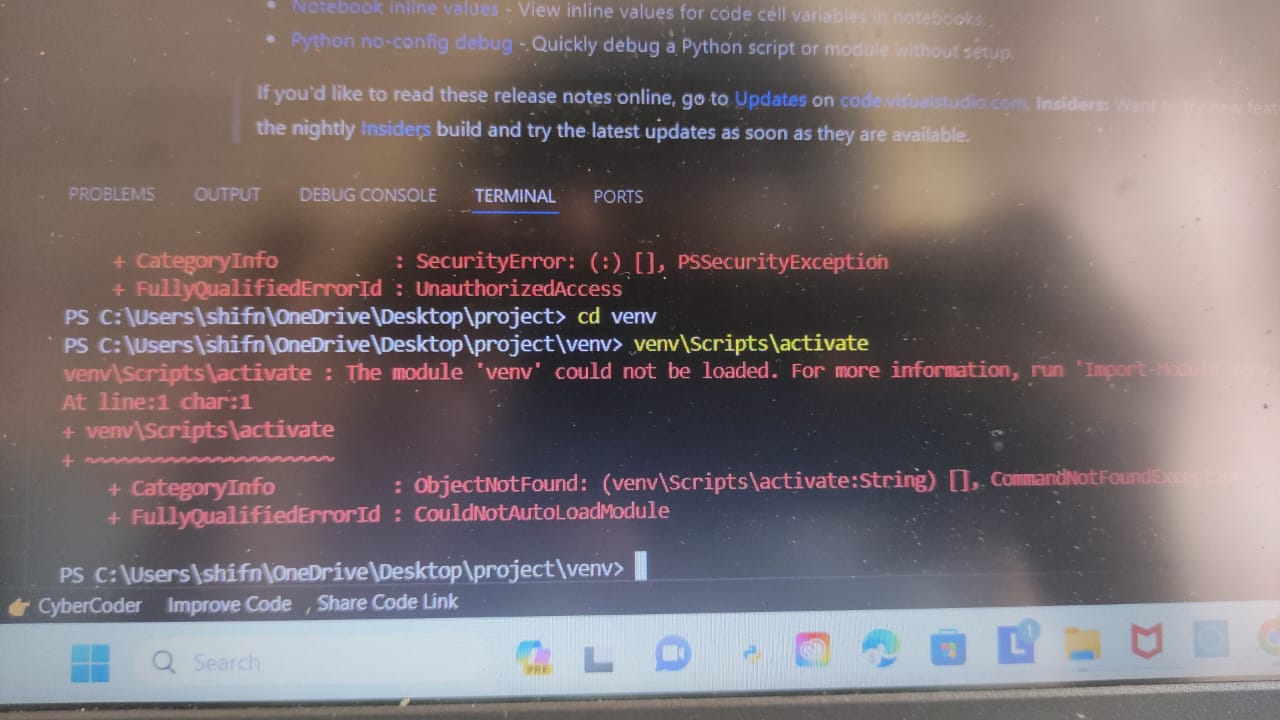 • Notebook inline values - View inline values for code cell variables in notebooks.
• Python no-config debug - Quickly debug a Python script or module without setup.
If you'd like to read these release notes online, go to Updates on code.visualstudio.com. Insiders: Want to try new
the nightly Insiders build and try the latest updates as soon as they are available.
PROBLEMS OUTPUT DEBUG CONSOLE TERMINAL PORTS
+ CategoryInfo : SecurityError: (:) [], PSSecurityException
+ FullyQualifiedErrorId : UnauthorizedAccess
PS C:\Users\shifn\OneDrive\Desktop\project> cd venv
PS C:\Users\shifn\OneDrive\Desktop\project\venv> venv\Scripts\activate
venv\Scripts\activate : The module 'venv' could not be loaded. For more information, run 'Import-Module
At line:1 char:1
+ venv\Scripts\activate
+ ~~~~~~~~~~~~~~~~~~~~~
+ CategoryInfo : ObjectNotFound: (venv\Scripts\activate:String) [], CommandNotFoundException
+ FullyQualifiedErrorId : CouldNotAutoLoadModule
PS C:\Users\shifn\OneDrive\Desktop\project\venv>
👉 CyberCoder Improve Code , Share Code Link
Search
PRE
1